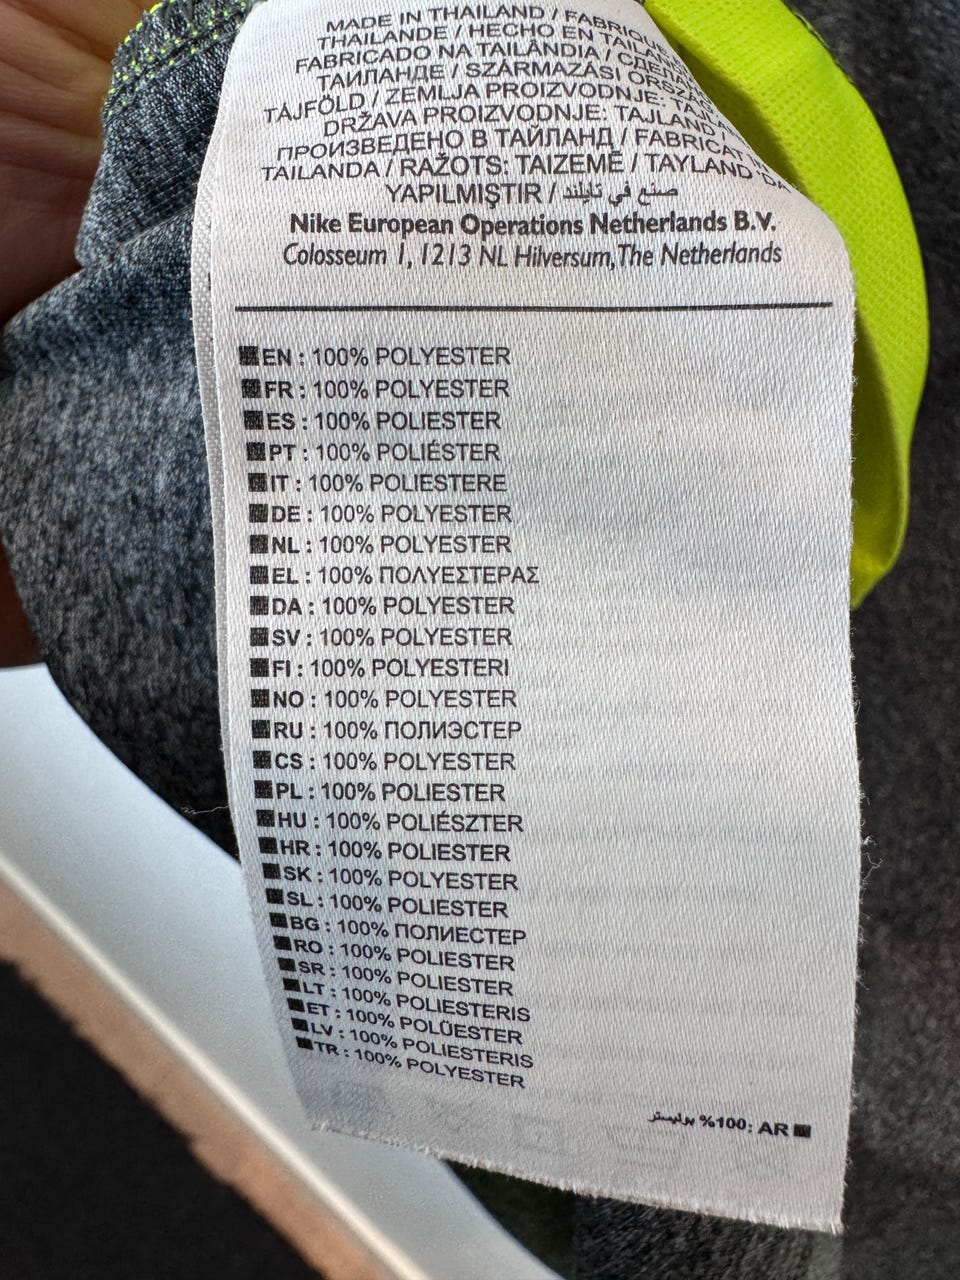 MADE IN THAILAND / FABRIQUÉ
THAILANDE / HECHO EN
FABRICADO NA TAILÂNDIA /
ТАИЛАНДЕ / SZÁRMAZÁSI
TAJFÖLD / ZEMLJA PROIZVODNJE:
DRŽAVA PROIZVODNJE: TAJLAND /
ПРОИЗВЕДЕНО В ТАЙЛАНД / FABRICAT
TAILANDA / RAŽOTS: TAIZEMĒ / TAYLAND 'DA
YAPILMIŞTIR / صنع في تايلند
Nike European Operations Netherlands B.V.
Colosseum 1, 1213 NL Hilversum, The Netherlands
EN : 100% POLYESTER
FR : 100% POLYESTER
ES : 100% POLIESTER
PT : 100% POLIÉSTER
IT : 100% POLIESTERE
DE : 100% POLYESTER
NL : 100% POLYESTER
EL : 100% ΠΟΛΥΕΣΤΕΡΑΣ
DA : 100% POLYESTER
SV : 100% POLYESTER
FI : 100% POLYESTERI
NO : 100% POLYESTER
RU : 100% ПОЛИЭСТЕР
CS : 100% POLYESTER
PL : 100% POLIESTER
HU : 100% POLIÉSZTER
HR : 100% POLIESTER
SK : 100% POLYESTER
SL : 100% POLIESTER
BG : 100% ПОЛИЕСТЕР
RO : 100% POLIESTER
SR : 100% POLIESTER
LT : 100% POLIESTERIS
ET : 100% POLÜESTER
LV : 100% POLIESTERIS
TR : 100% POLYESTER
AR :100% بوليستر